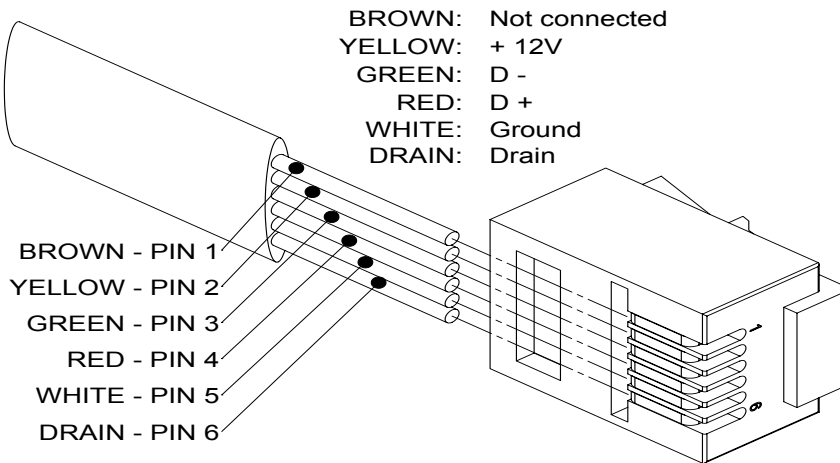 BROWN: Not connected
YELLOW: + 12V
GREEN: D -
RED: D +
WHITE: Ground
DRAIN: Drain
BROWN - PIN 1
YELLOW - PIN 2
GREEN - PIN 3
RED - PIN 4
WHITE - PIN 5
DRAIN - PIN 6
1
6